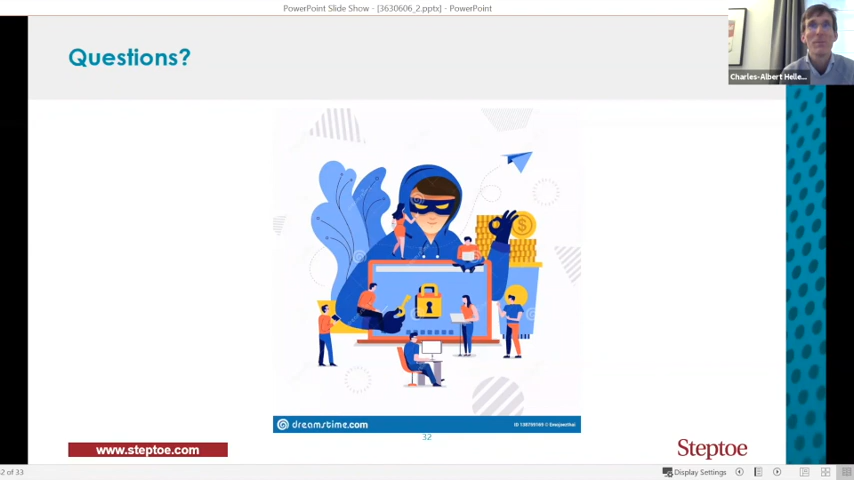 PowerPoint Slide Show - [3630606_2.pptx] - PowerPoint
Questions?
Charles-Albert Helle...
$
dreamstime.com
32
www.steptoe.com
Steptoe
2 of 33
Display Settings